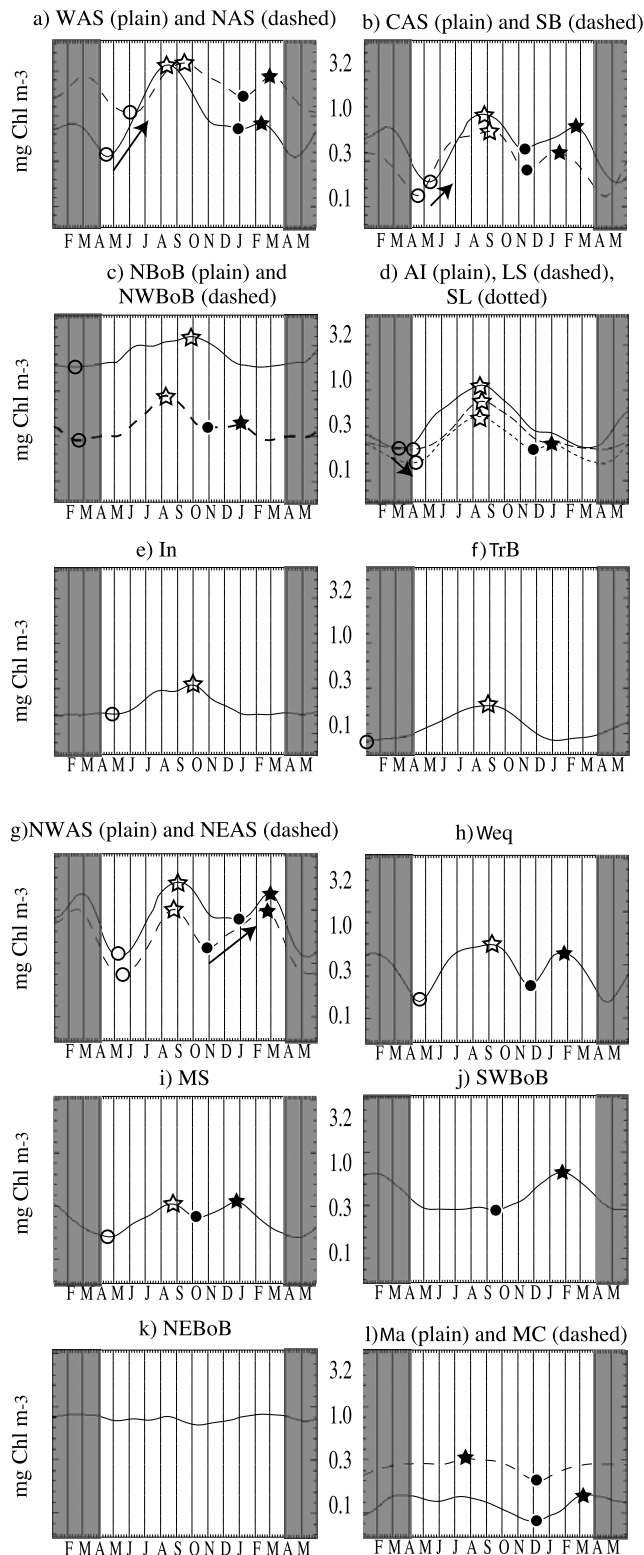 a) WAS (plain) and NAS (dashed)
b) CAS (plain) and SB (dashed)
mg Chl m-3
3.2
1.0
0.3
0.1
F M A M J J A S O N D J F M A M
F M A M J J A S O N D J F M A M
c) NBoB (plain) and
NWBoB (dashed)
d) AI (plain), LS (dashed),
SL (dotted)
mg Chl m-3
3.2
1.0
0.3
0.1
F M A M J J A S O N D J F M A M
F M A M J J A S O N D J F M A M
e) In
f) TrB
mg Chl m-3
3.2
1.0
0.3
0.1
F M A M J J A S O N D J F M A M
F M A M J J A S O N D J F M A M
g)NWAS (plain) and NEAS (dashed)
h) Weq
mg Chl m-3
3.2
1.0
0.3
0.1
F M A M J J A S O N D J F M A M
F M A M J J A S O N D J F M A M
i) MS
j) SWBoB
mg Chl m-3
3.2
1.0
0.3
0.1
F M A M J J A S O N D J F M A M
F M A M J J A S O N D J F M A M
k) NEBoB
l)Ma (plain) and MC (dashed)
mg Chl m-3
3.2
1.0
0.3
0.1
F M A M J J A S O N D J F M A M
F M A M J J A S O N D J F M A M